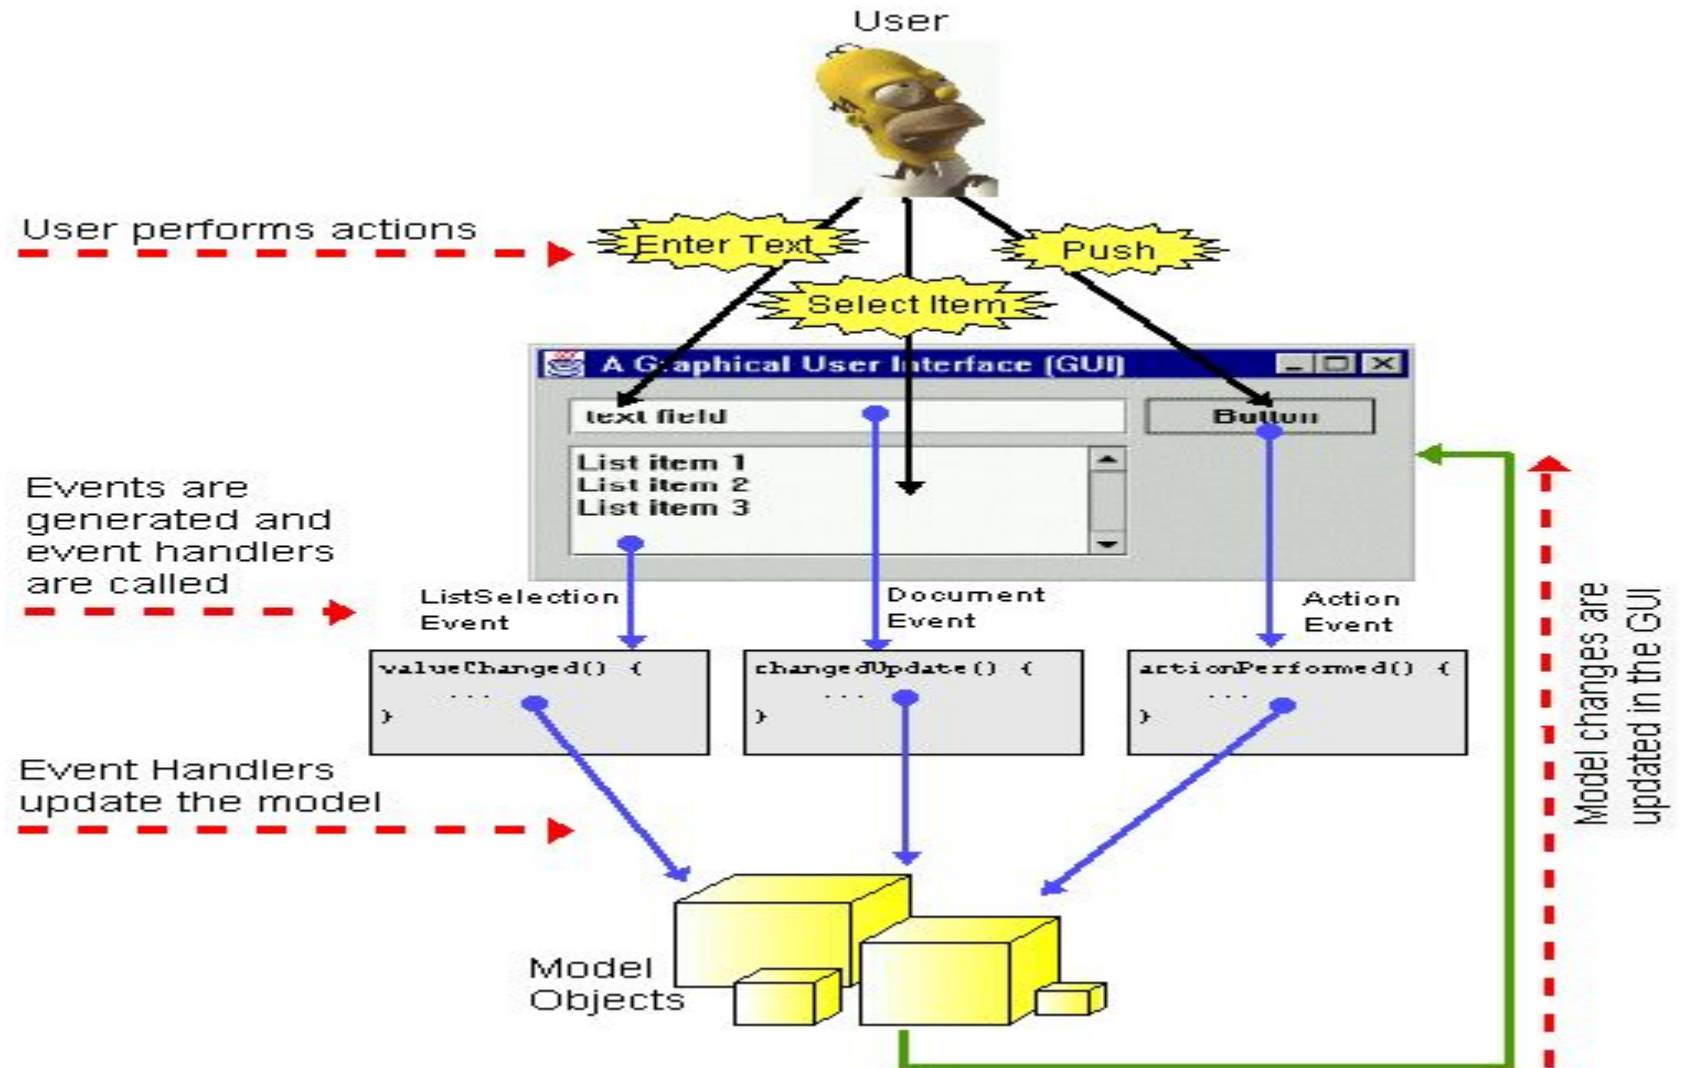 User
User performs actions
Enter Text
Push
Select Item
A Graphical User Interface (GUI)
text field
Button
List item 1
List item 2
List item 3
Events are
generated and
event handlers
are called
ListSelection
Event
Document
Event
Action
Event
valueChanged() {
...
}
changedUpdate() {
...
}
actionPerformed() {
...
}
Event Handlers
update the model
Model
Objects
Model changes are
updated in the GUI